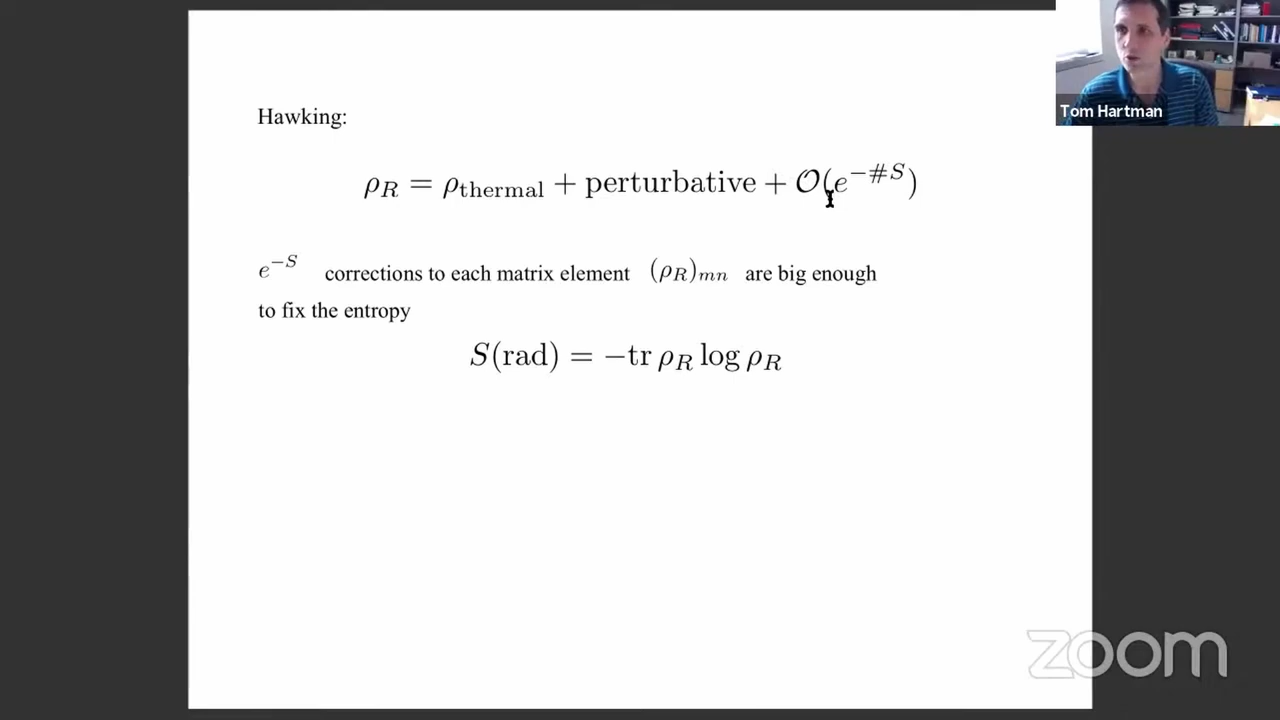 Hawking:
Tom Hartman
ρ_R = ρ_thermal + perturbative + 𝒪(e^{-#S})
e^{-S} corrections to each matrix element (ρ_R)_{mn} are big enough
to fix the entropy
S(rad) = −tr ρ_R log ρ_R
zoom